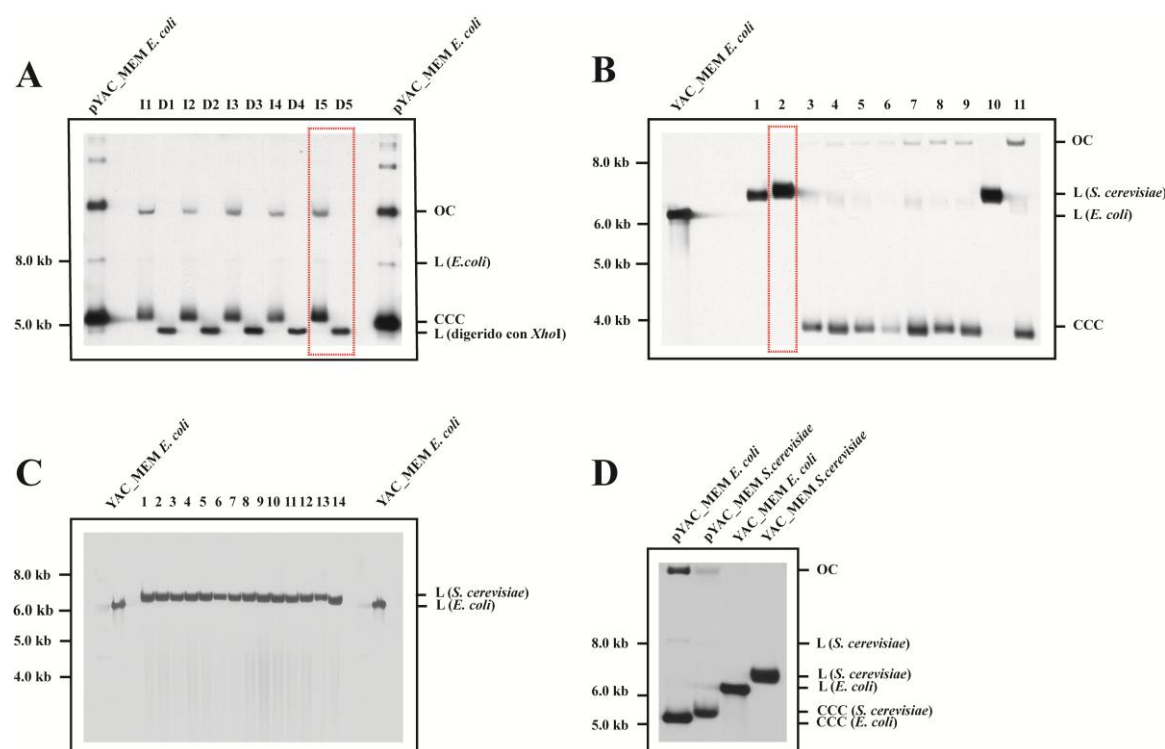 A
pYAC_MEM E. coli
I1 D1 I2 D2 I3 D3 I4 D4 I5 D5
pYAC_MEM E. coli
OC
8.0 kb
L (E.coli)
5.0 kb
CCC
L (digerido con XhoI)
B
YAC_MEM E. coli
1 2 3 4 5 6 7 8 9 10 11
8.0 kb
OC
L (S. cerevisiae)
6.0 kb
L (E. coli)
5.0 kb
4.0 kb
CCC
C
YAC_MEM E. coli
1 2 3 4 5 6 7 8 9 10 11 12 13 14
YAC_MEM E. coli
8.0 kb
L (S. cerevisiae)
6.0 kb
L (E. coli)
5.0 kb
4.0 kb
D
pYAC_MEM E. coli
pYAC_MEM S.cerevisiae
YAC_MEM E. coli
YAC_MEM S.cerevisiae
OC
8.0 kb
L (S. cerevisiae)
L (S. cerevisiae)
6.0 kb
L (E. coli)
CCC (S. cerevisiae)
5.0 kb
CCC (E. coli)